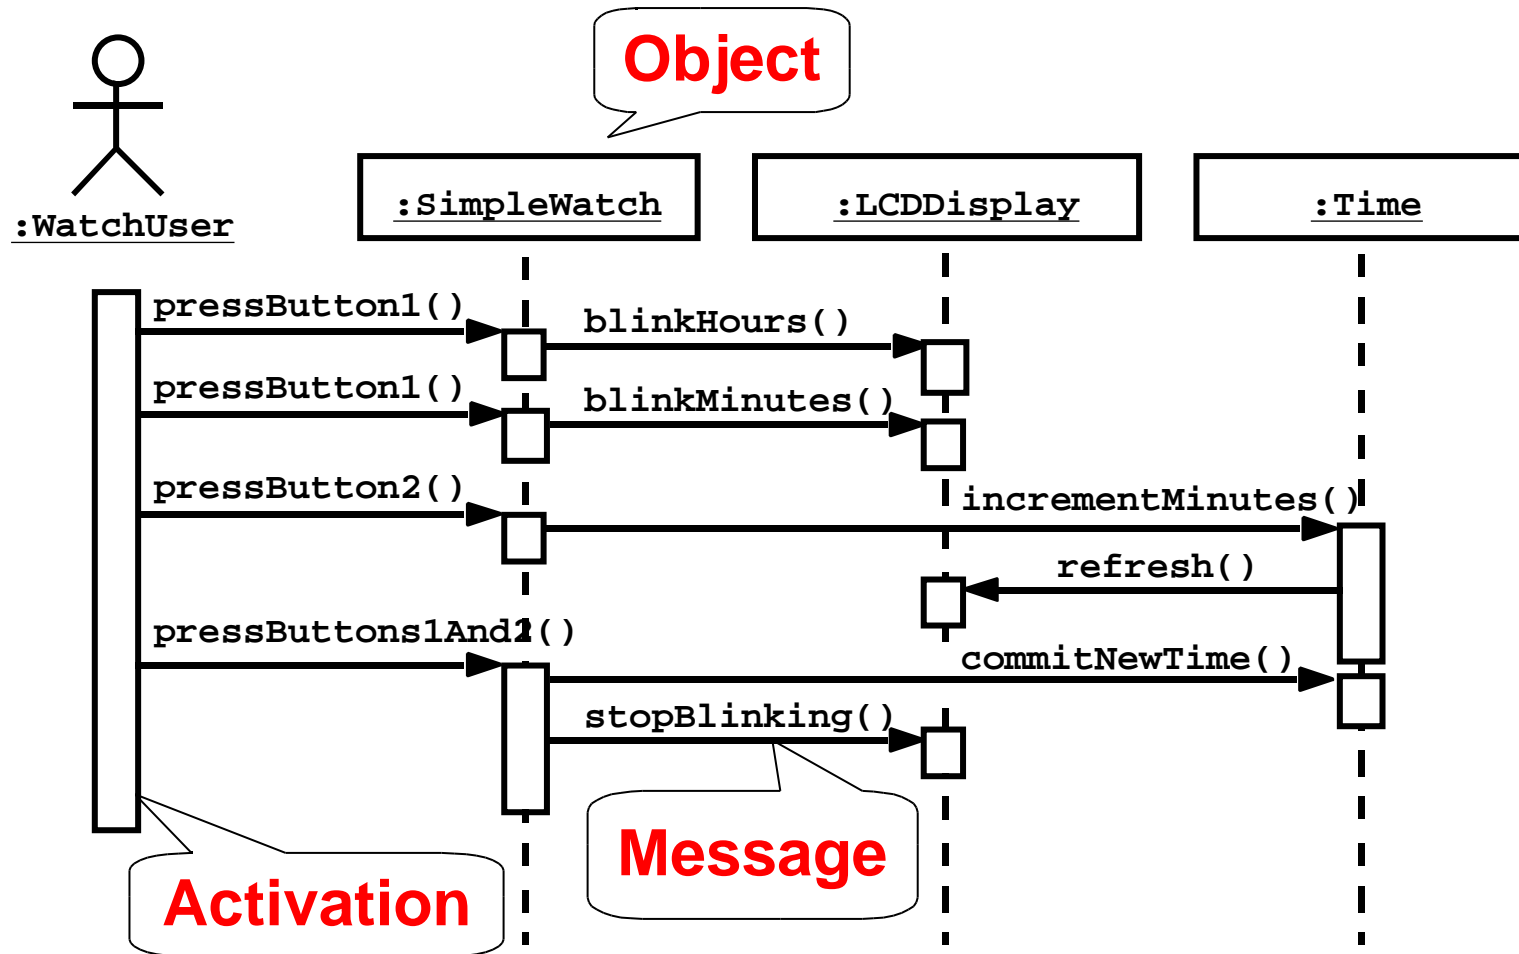 Object
:WatchUser
:SimpleWatch
:LCDDisplay
:Time
pressButton1()
blinkHours()
pressButton1()
blinkMinutes()
pressButton2()
incrementMinutes()
refresh()
pressButtons1And2()
commitNewTime()
stopBlinking()
Message
Activation